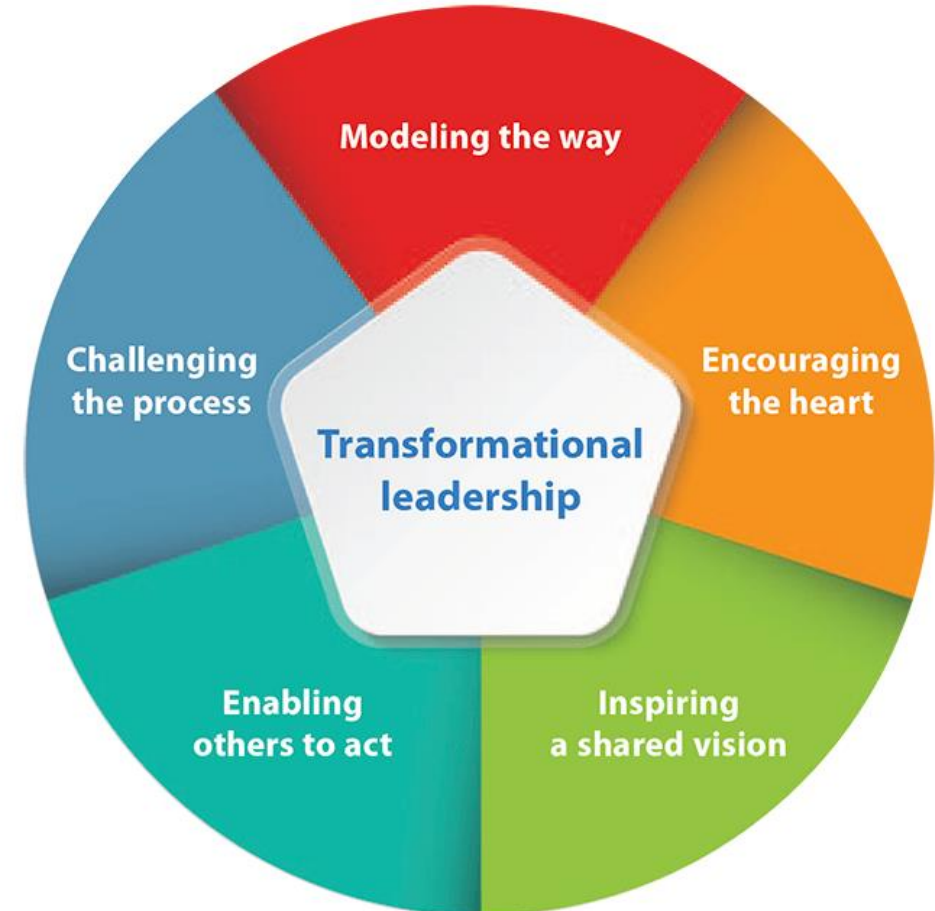 Modeling the way
Encouraging
the heart
Inspiring
a shared vision
Enabling
others to act
Challenging
the process
Transformational
leadership